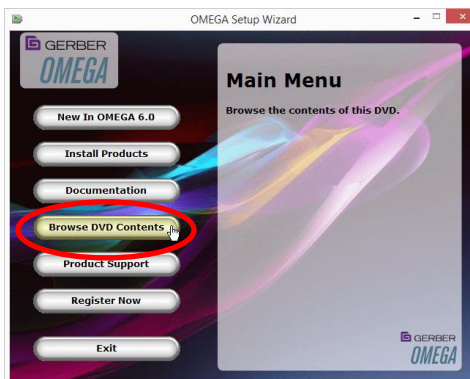 OMEGA Setup Wizard
GERBER
OMEGA
Main Menu
Browse the contents of this DVD.
New In OMEGA 6.0
Install Products
Documentation
Browse DVD Contents
Product Support
Register Now
Exit
GERBER
OMEGA